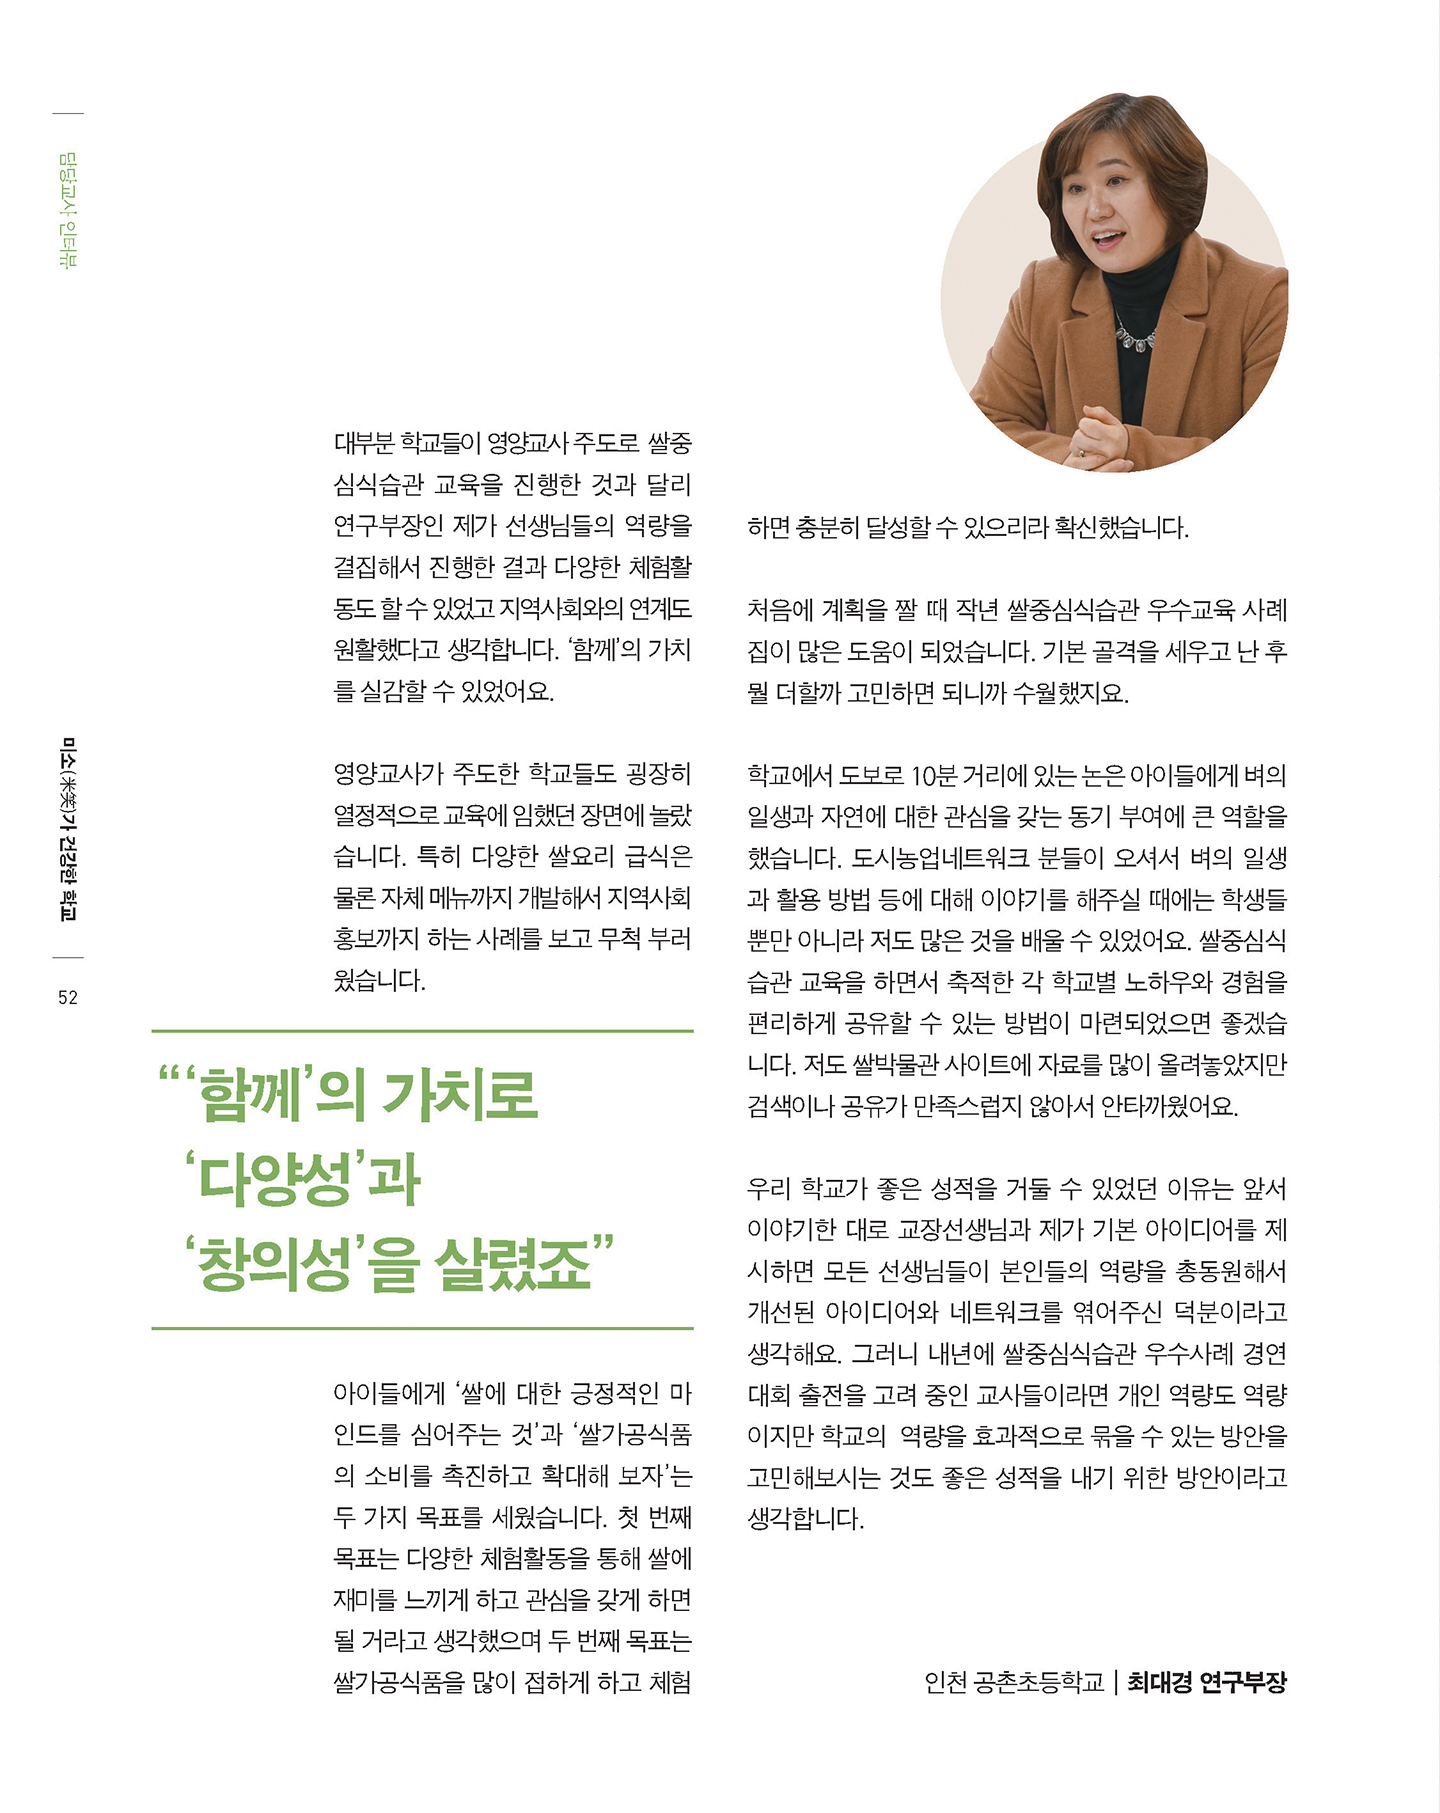 담당교사 인터뷰
미소(米笑)가 건강한 학교
52
대부분 학교들이 영양교사 주도로 쌀중
심식습관 교육을 진행한 것과 달리
연구부장인 제가 선생님들의 역량을
결집해서 진행한 결과 다양한 체험활
동도 할 수 있었고 지역사회와의 연계도
원활했다고 생각합니다. ‘함께’의 가치
를 실감할 수 있었어요.
영양교사가 주도한 학교들도 굉장히
열정적으로 교육에 임했던 장면에 놀랐
습니다. 특히 다양한 쌀요리 급식은
물론 자체 메뉴까지 개발해서 지역사회
홍보까지 하는 사례를 보고 무척 부러
웠습니다.
“‘함께’의 가치로
‘다양성’과
‘창의성’을 살렸죠”
아이들에게 ‘쌀에 대한 긍정적인 마
인드를 심어주는 것’과 ‘쌀가공식품
의 소비를 촉진하고 확대해 보자’는
두 가지 목표를 세웠습니다. 첫 번째
목표는 다양한 체험활동을 통해 쌀에
재미를 느끼게 하고 관심을 갖게 하면
될 거라고 생각했으며 두 번째 목표는
쌀가공식품을 많이 접하게 하고 체험
하면 충분히 달성할 수 있으리라 확신했습니다.
처음에 계획을 짤 때 작년 쌀중심식습관 우수교육 사례
집이 많은 도움이 되었습니다. 기본 골격을 세우고 난 후
뭘 더할까 고민하면 되니까 수월했지요.
학교에서 도보로 10분 거리에 있는 논은 아이들에게 벼의
일생과 자연에 대한 관심을 갖는 동기 부여에 큰 역할을
했습니다. 도시농업네트워크 분들이 오셔서 벼의 일생
과 활용 방법 등에 대해 이야기를 해주실 때에는 학생들
뿐만 아니라 저도 많은 것을 배울 수 있었어요. 쌀중심식
습관 교육을 하면서 축적한 각 학교별 노하우와 경험을
편리하게 공유할 수 있는 방법이 마련되었으면 좋겠습
니다. 저도 쌀박물관 사이트에 자료를 많이 올려놓았지만
검색이나 공유가 만족스럽지 않아서 안타까웠어요.
우리 학교가 좋은 성적을 거둘 수 있었던 이유는 앞서
이야기한 대로 교장선생님과 제가 기본 아이디어를 제
시하면 모든 선생님들이 본인들의 역량을 총동원해서
개선된 아이디어와 네트워크를 엮어주신 덕분이라고
생각해요. 그러니 내년에 쌀중심식습관 우수사례 경연
대회 출전을 고려 중인 교사들이라면 개인 역량도 역량
이지만 학교의 역량을 효과적으로 묶을 수 있는 방안을
고민해보시는 것도 좋은 성적을 내기 위한 방안이라고
생각합니다.
인천 공촌초등학교 | 최대경 연구부장